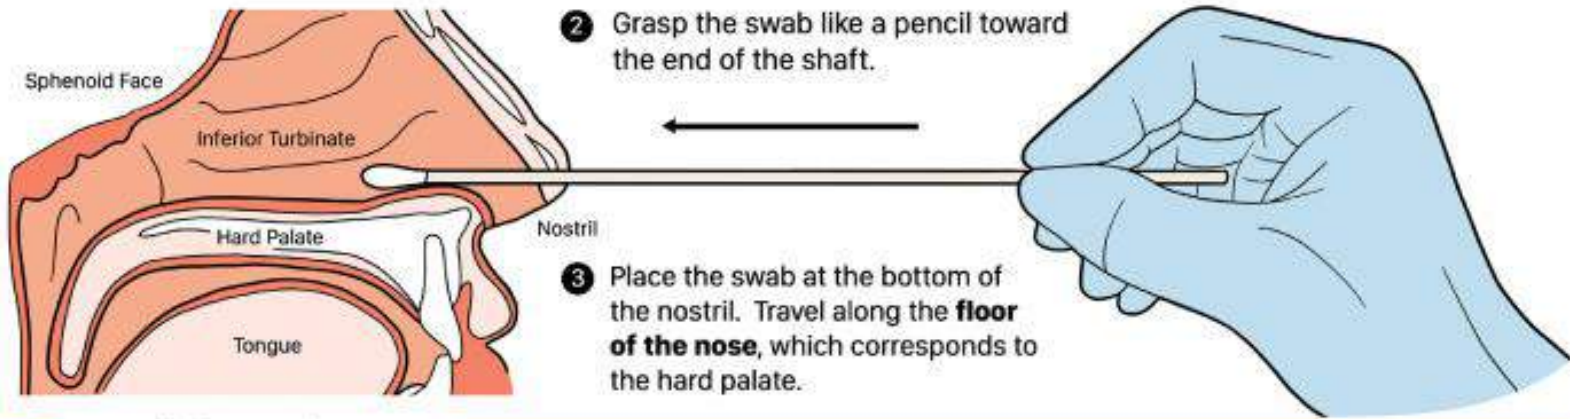 2 Grasp the swab like a pencil toward
the end of the shaft.
Sphenoid Face
Inferior Turbinate
Nostril
Hard Palate
3 Place the swab at the bottom of
the nostril. Travel along the floor
of the nose, which corresponds to
the hard palate.
Tongue